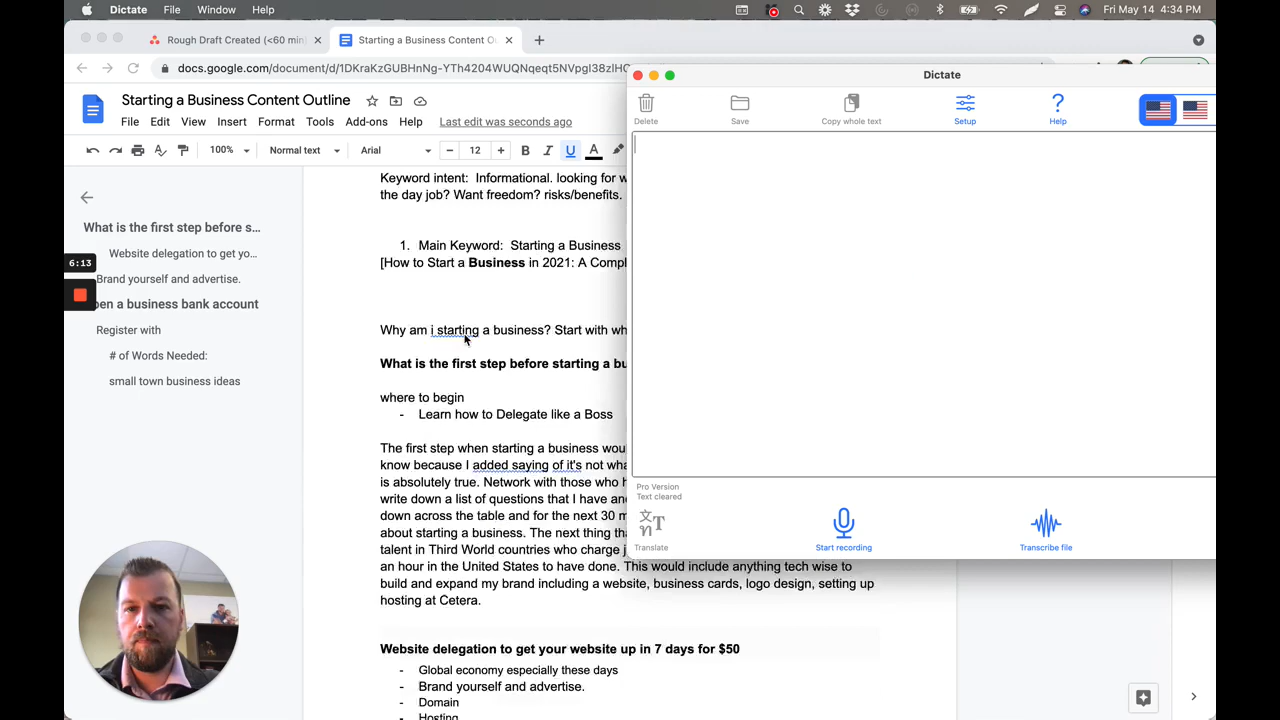 Dictate File Window Help Fri May 14 4:34 PM
Rough Draft Created (<60 min
Starting a Business Content Ou
docs.google.com/document/d/1DKraKzGUBHnNg-YTh4204WUQNqeqt5NVpgl38zlHC
Starting a Business Content Outline
File Edit View Insert Format Tools Add-ons Help Last edit was seconds ago
100% Normal text Arial 12 B I U A
What is the first step before s...
Website delegation to get yo...
Brand yourself and advertise.
pen a business bank account
Register with
# of Words Needed:
small town business ideas
6:13
Keyword intent: Informational. looking for w
the day job? Want freedom? risks/benefits.
1. Main Keyword: Starting a Business
[How to Start a Business in 2021: A Compl
Why am i starting a business? Start with wh
What is the first step before starting a bu
where to begin
- Learn how to Delegate like a Boss
The first step when starting a business wou
know because I added saying of it's not wha
is absolutely true. Network with those who h
write down a list of questions that I have and
down across the table and for the next 30 m
about starting a business. The next thing tha
talent in Third World countries who charge j
an hour in the United States to have done. This would include anything tech wise to
build and expand my brand including a website, business cards, logo design, setting up
hosting at Cetera.
Website delegation to get your website up in 7 days for $50
- Global economy especially these days
- Brand yourself and advertise.
- Domain
- Hosting
Dictate
Delete Save Copy whole text Setup Help
Pro Version
Text cleared
Translate Start recording Transcribe file